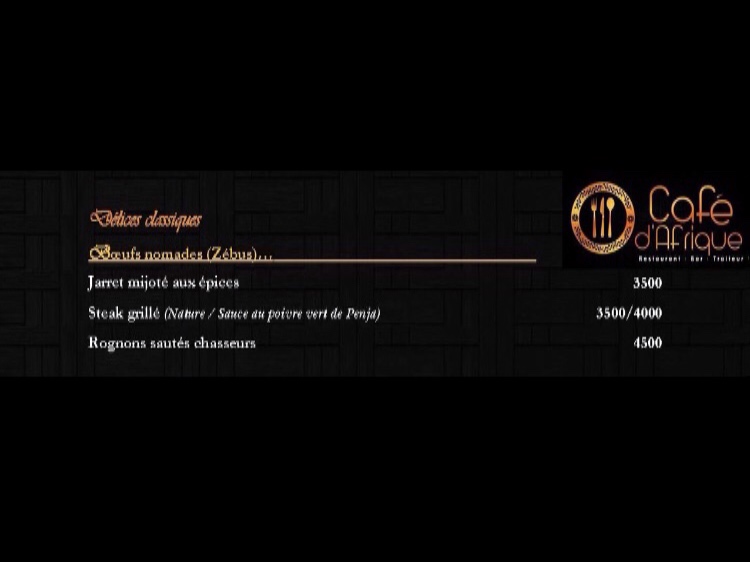 Café
d'Afrique
Restaurant · Bar · Traiteur
Délices classiques
Bœufs nomades (Zébus)...
Jarret mijoté aux épices 3500
Steak grillé (Nature / Sauce au poivre vert de Penja) 3500/4000
Rognons sautés chasseurs 4500